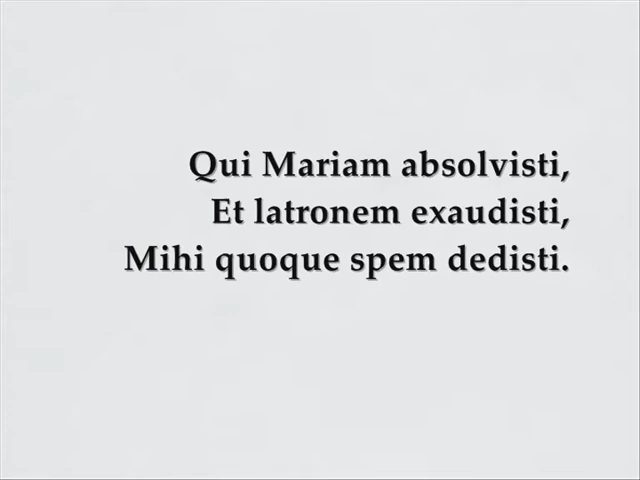 Qui Mariam absolvisti,
Et latronem exaudisti,
Mihi quoque spem dedisti.